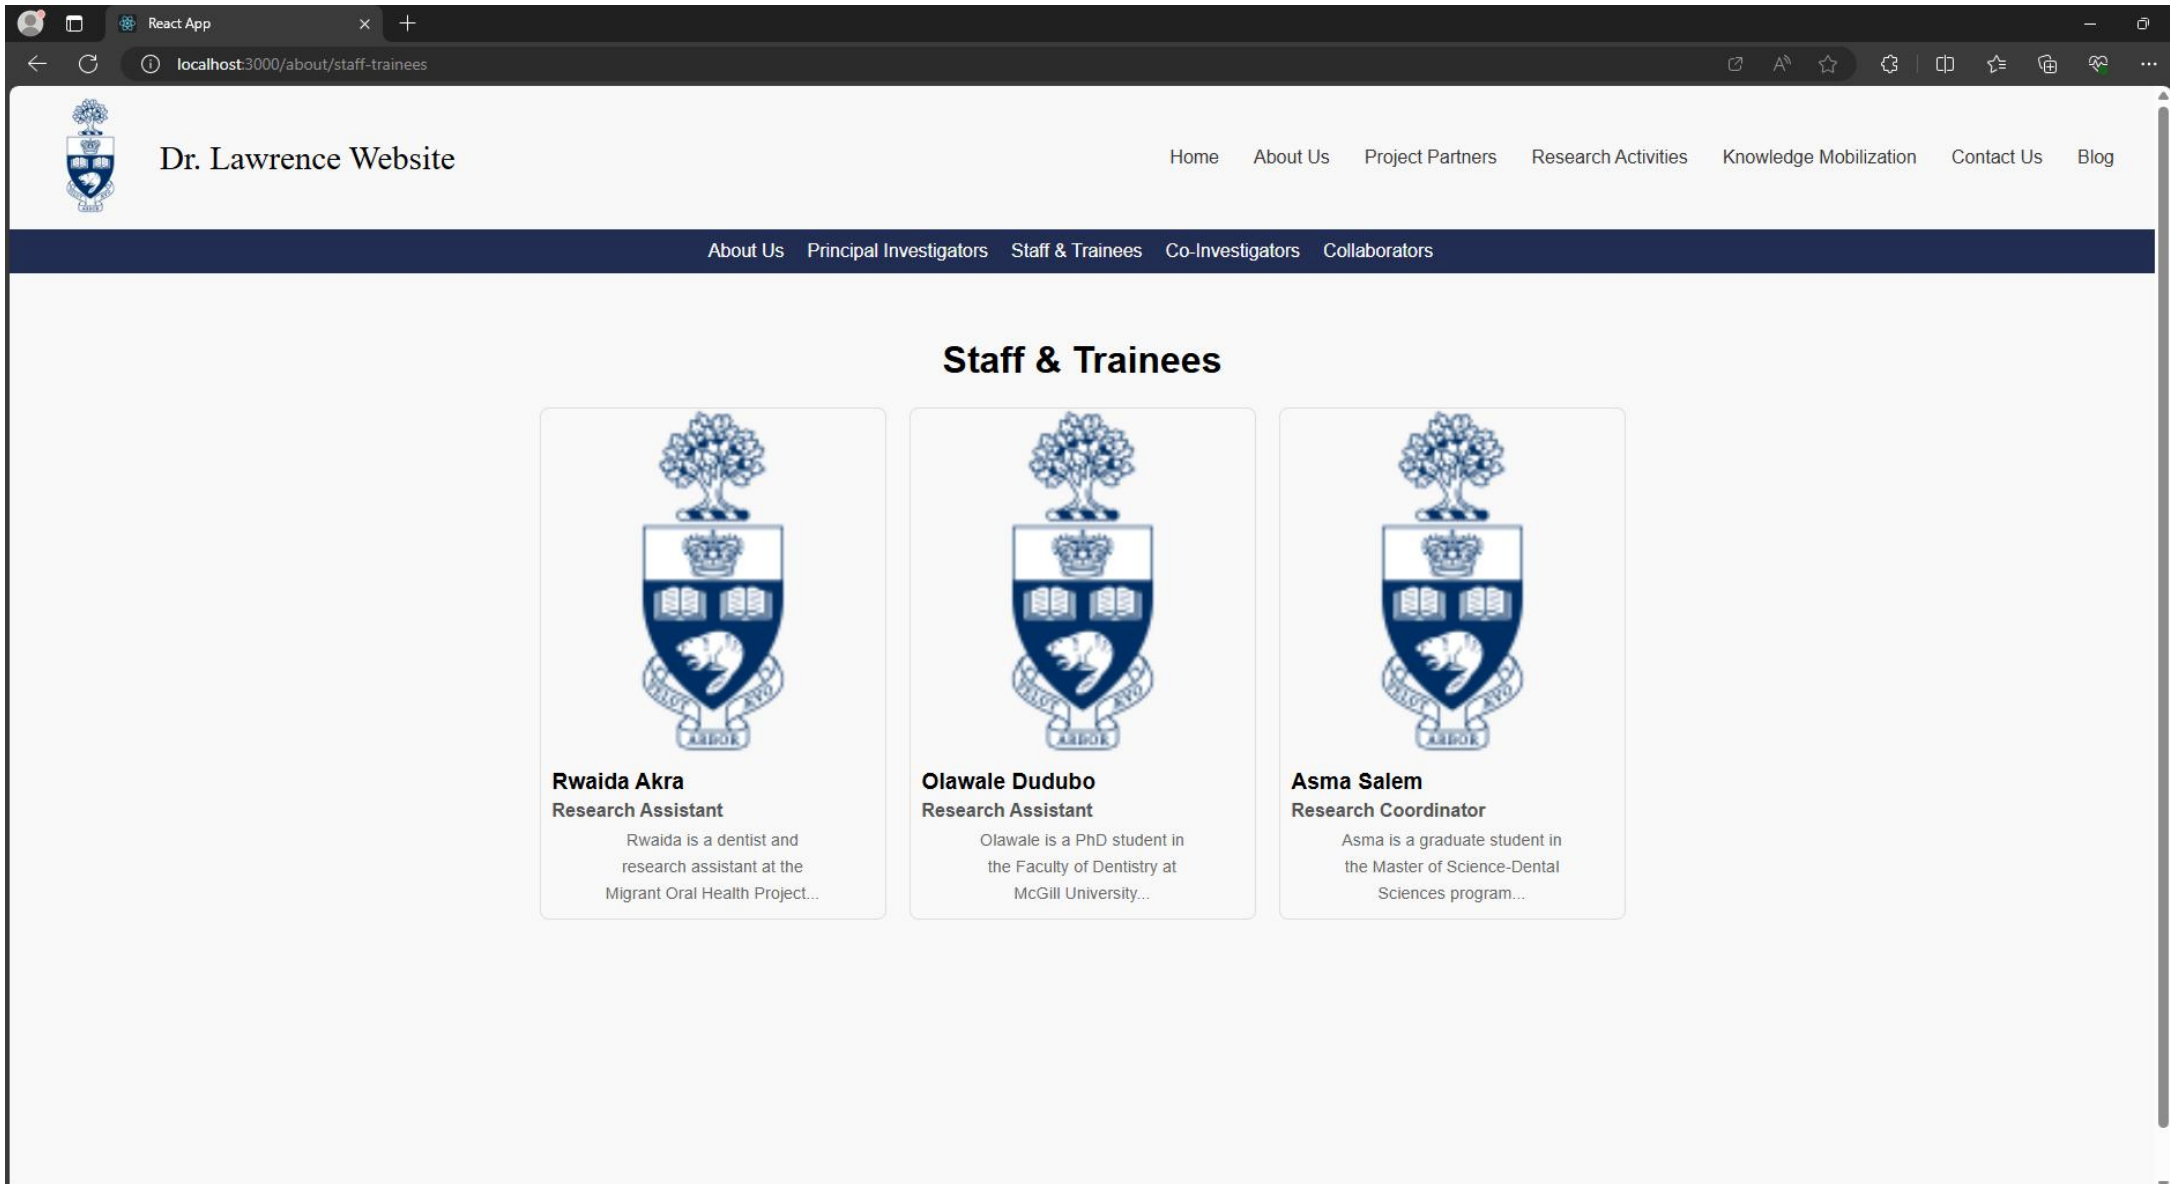 React App
localhost:3000/about/staff-trainees
Dr. Lawrence Website
Home About Us Project Partners Research Activities Knowledge Mobilization Contact Us Blog
About Us Principal Investigators Staff & Trainees Co-Investigators Collaborators
Staff & Trainees
ARBOR
ARBOR
ARBOR
Rwaida Akra
Research Assistant
Rwaida is a dentist and
research assistant at the
Migrant Oral Health Project...
Olawale Dudubo
Research Assistant
Olawale is a PhD student in
the Faculty of Dentistry at
McGill University...
Asma Salem
Research Coordinator
Asma is a graduate student in
the Master of Science-Dental
Sciences program...